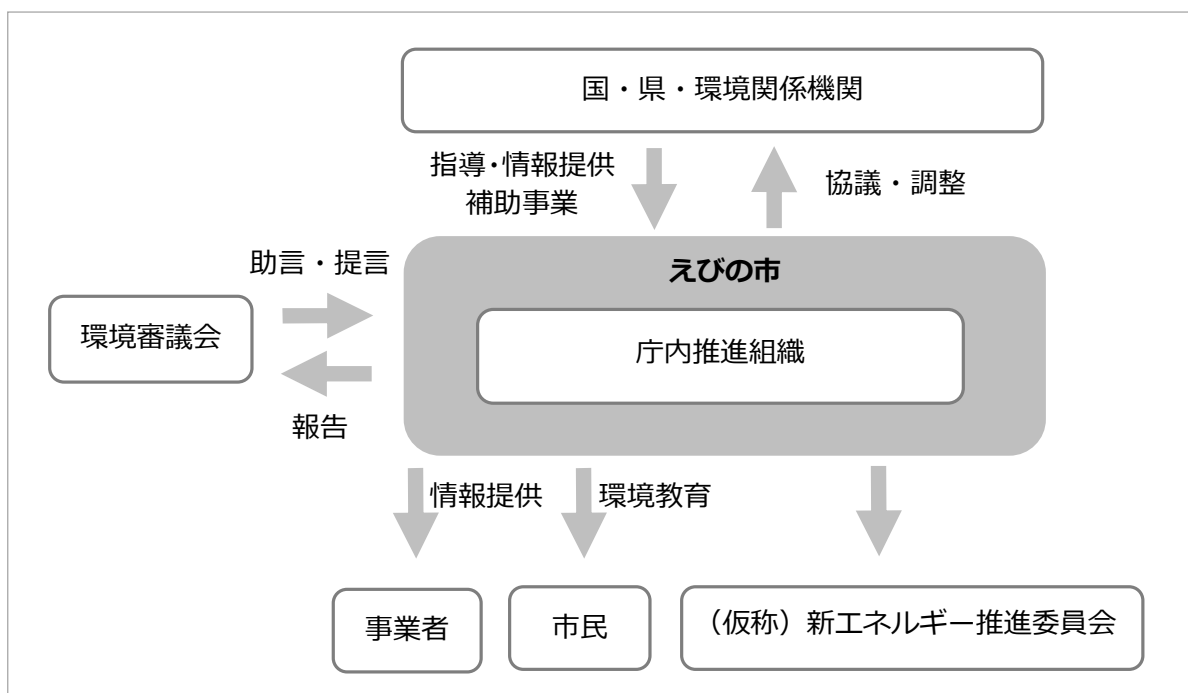 国・県・環境関係機関
指導・情報提供
補助事業
協議・調整
助言・提言
えびの市
環境審議会
庁内推進組織
報告
情報提供
環境教育
事業者
市民
（仮称）新エネルギー推進委員会